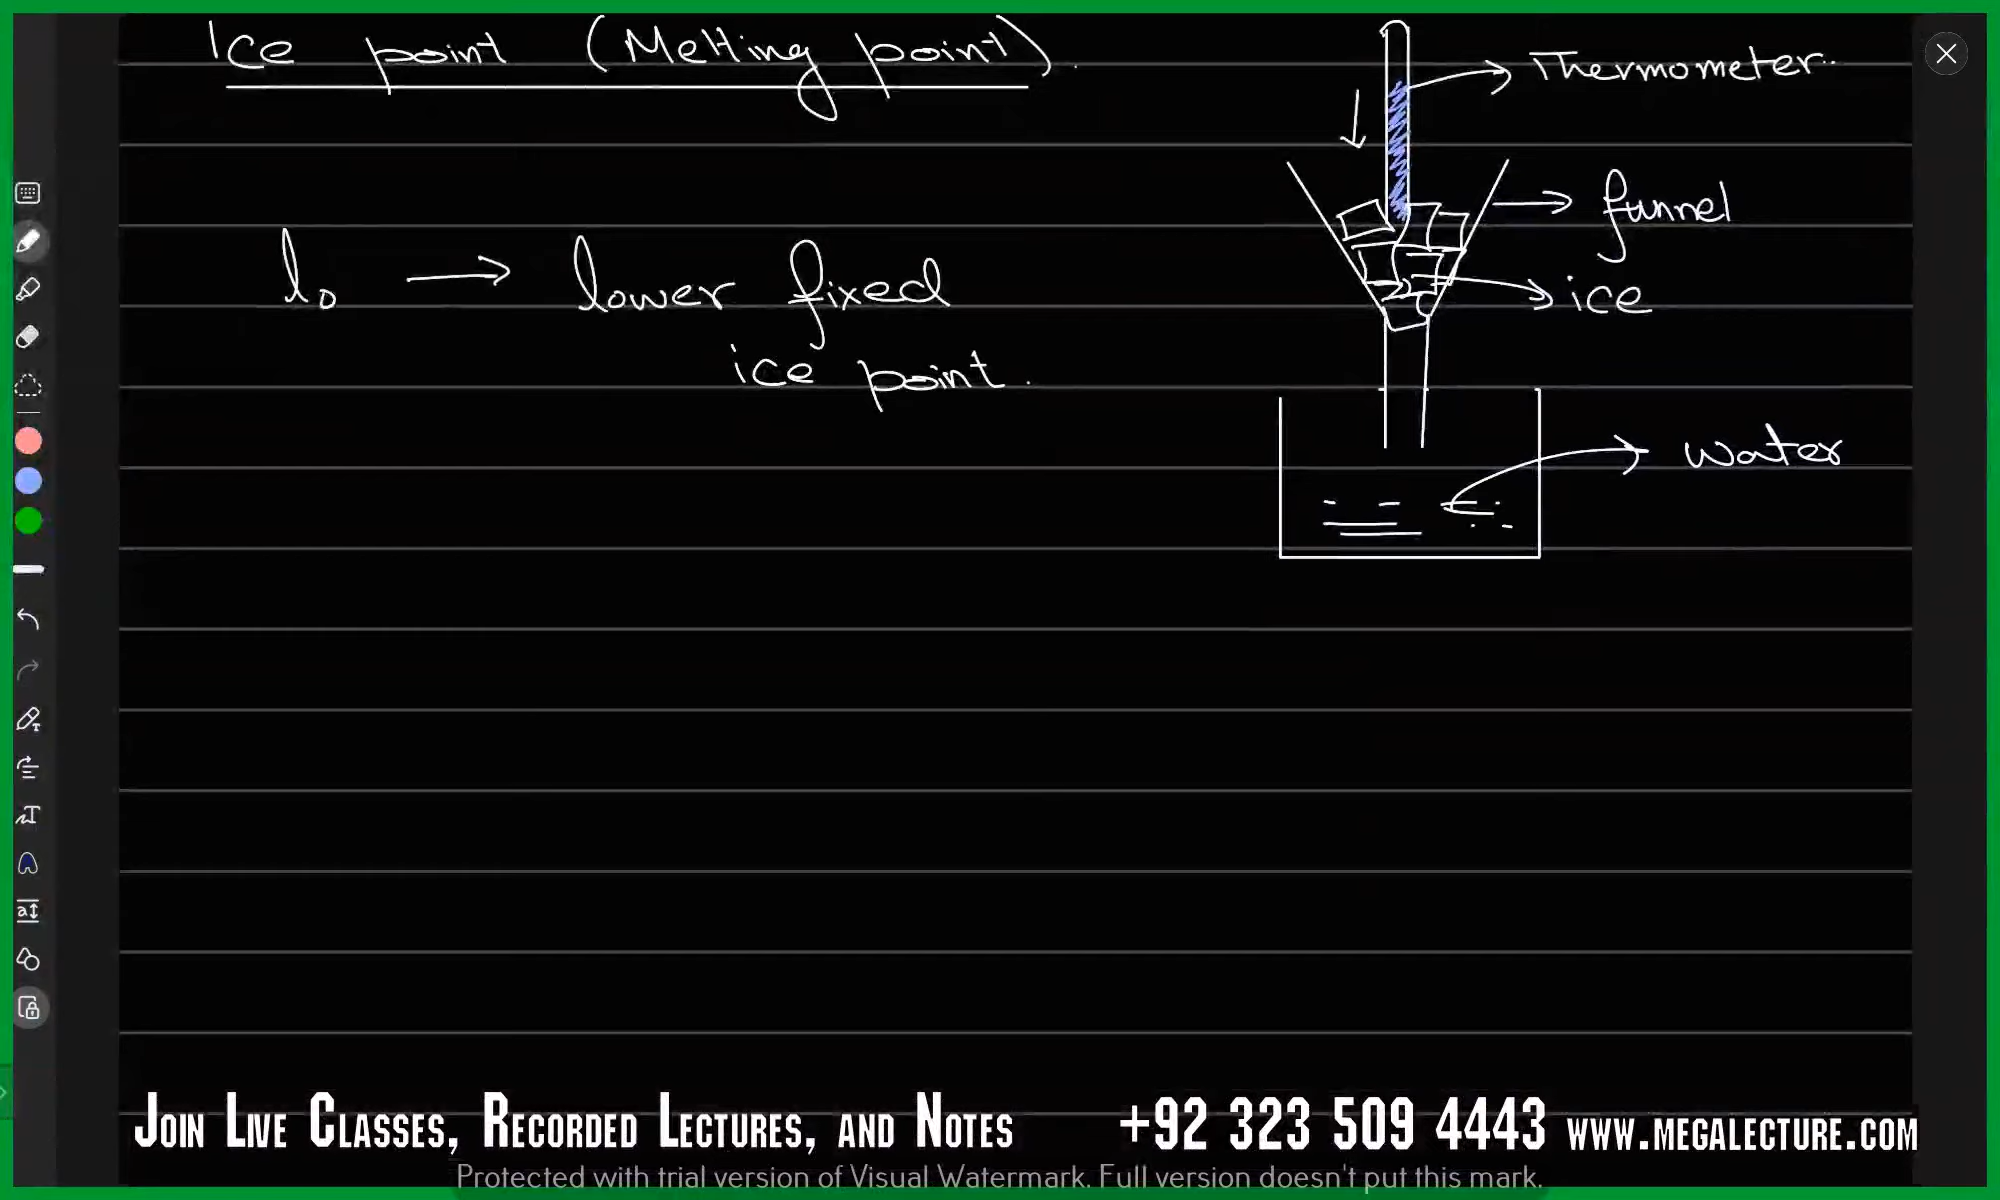 Ice point (Melting point).
Thermometer
funnel
l₀ → lower fixed
ice
ice point.
water
JOIN LIVE CLASSES, RECORDED LECTURES, AND NOTES +92 323 509 4443 WWW.MEGALECTURE.COM
Protected with trial version of Visual Watermark. Full version doesn't put this mark.